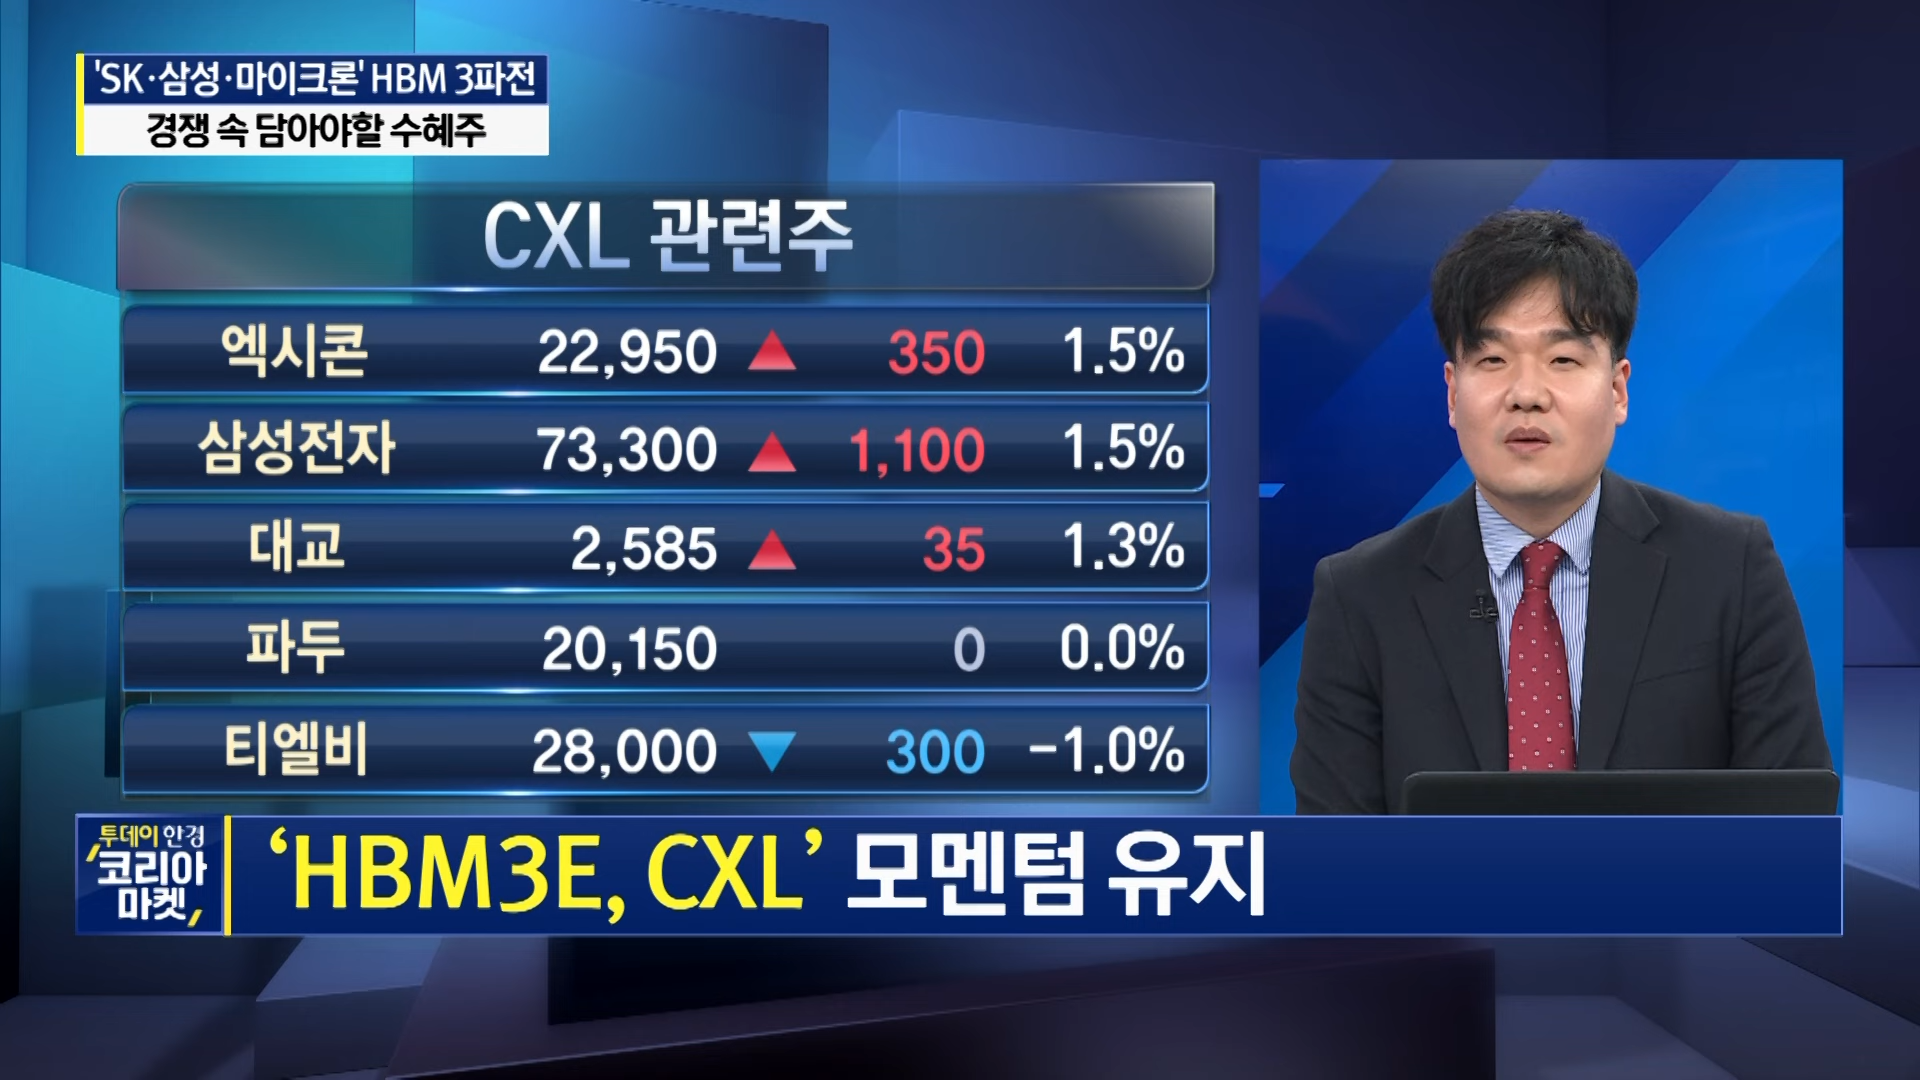 'SK·삼성·마이크론' HBM 3파전
경쟁 속 담아야할 수혜주
CXL 관련주
엑시콘 22,950 ▲ 350 1.5%
삼성전자 73,300 ▲ 1,100 1.5%
대교 2,585 ▲ 35 1.3%
파두 20,150 0 0.0%
티엘비 28,000 ▼ 300 -1.0%
투데이 한경
코리아
마켓
‘HBM3E, CXL’ 모멘텀 유지